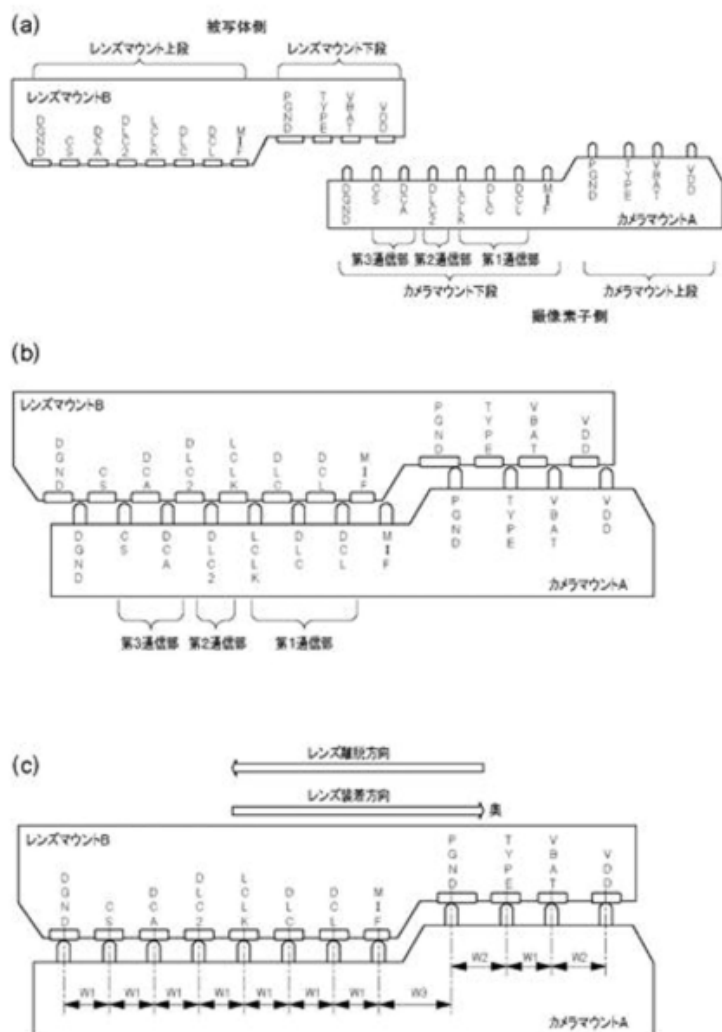 (a)
被写体側
レンズマウント上段
レンズマウント下段
レンズマウントB
DGND CS DCA DLC2 LCLK DLC DCL MIF PGND TYPE VBAT VDD
DGND CS DCA DLC2 LCLK DLC DCL MIF PGND TYPE VBAT VDD
カメラマウントA
第3通信部 第2通信部 第1通信部
カメラマウント下段
カメラマウント上段
撮像素子側
(b)
レンズマウントB
DGND CS DCA DLC2 LCLK DLC DCL MIF PGND TYPE VBAT VDD
DGND CS DCA DLC2 LCLK DLC DCL MIF PGND TYPE VBAT VDD
カメラマウントA
第3通信部 第2通信部 第1通信部
(c)
レンズ離脱方向
レンズ装着方向
奥
レンズマウントB
DGND CS DCA DLC2 LCLK DLC DCL MIF PGND TYPE VBAT VDD
W2 W1 W2
W1 W1 W1 W1 W1 W1 W1 W3
カメラマウントA